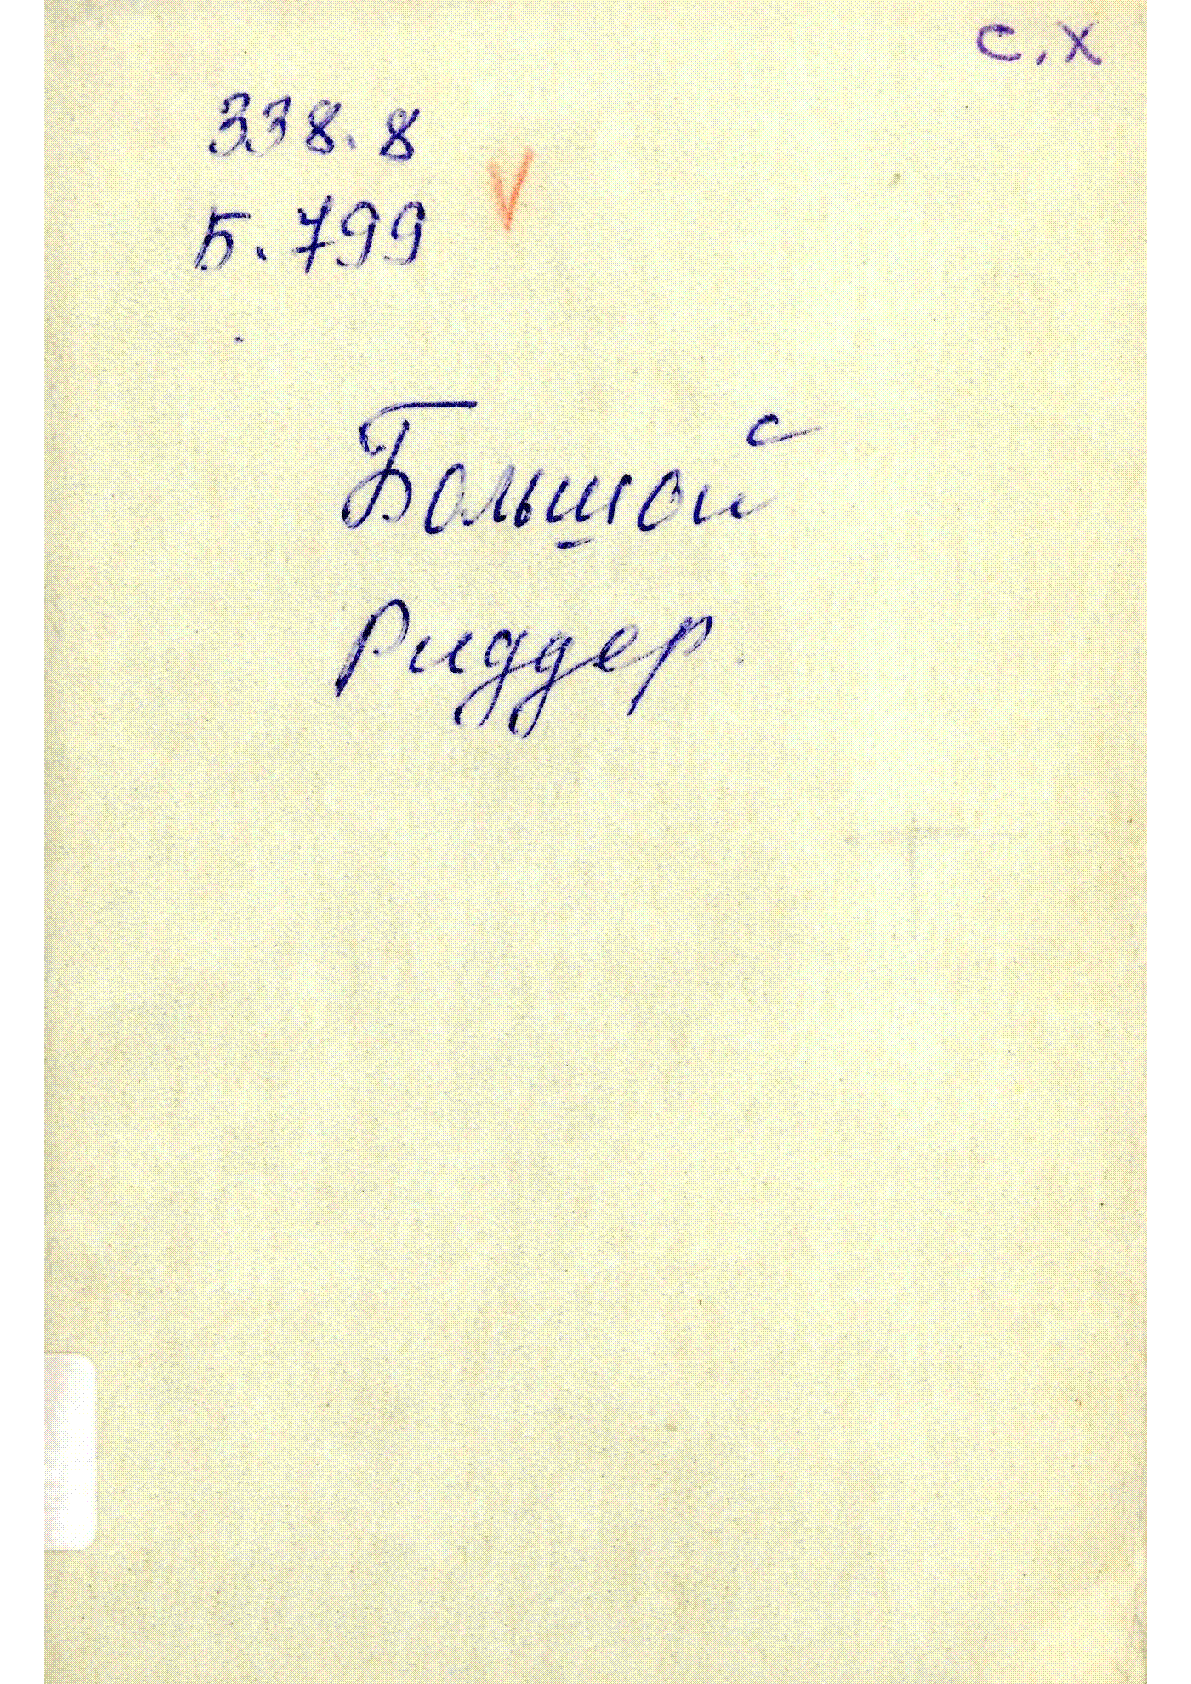 с.х
338.8
Б.799
V
Большой
Риддер